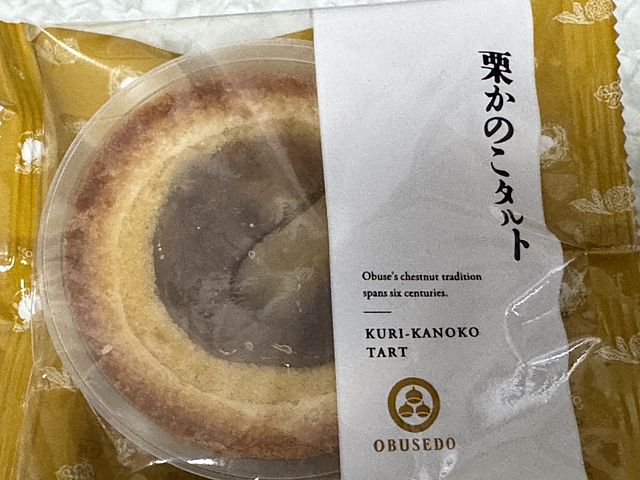 栗かのこタルト
Obuse's chestnut tradition
spans six centuries.
KURI-KANOKO
TART
OBUSEDO